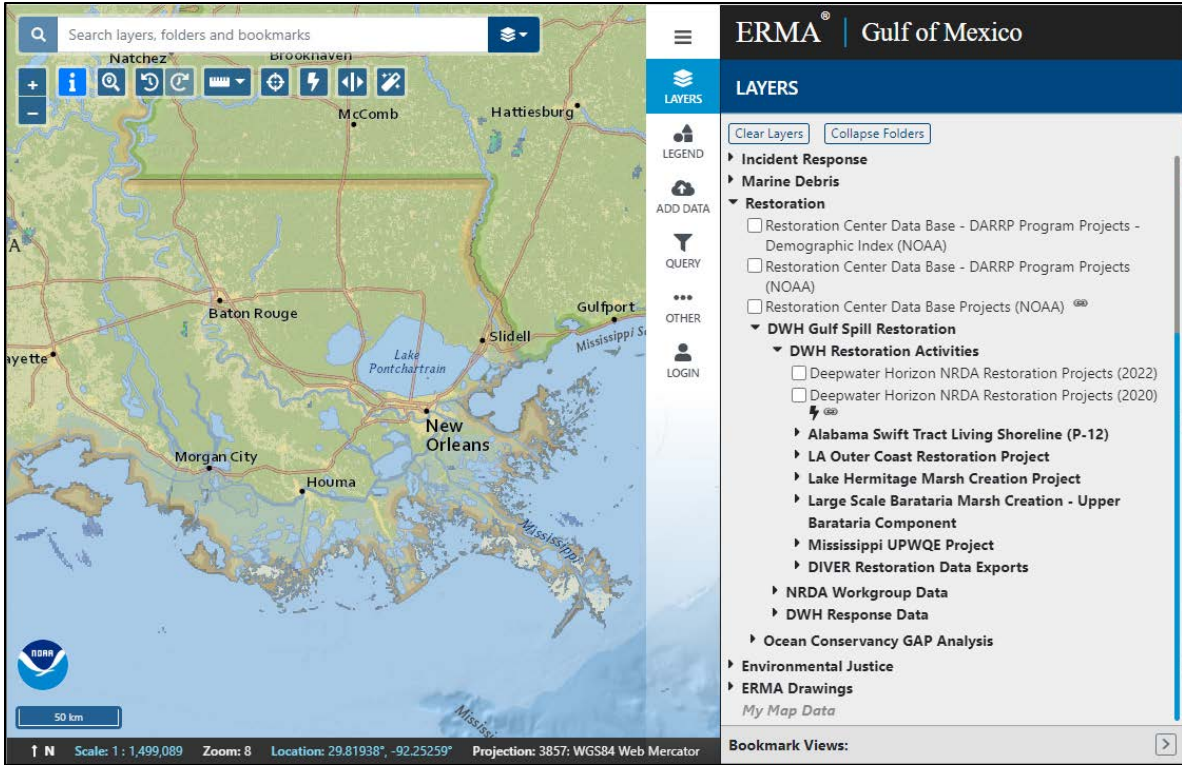 Search layers, folders and bookmarks
Natchez
Brookhaven
McComb
Hattiesburg
A
Baton Rouge
Gulfport
Slidell
Mississippi
ayette
Lake
Pontchartrain
New
Orleans
Morgan City
Houma
Mississippi
NOAA
50 km
N
Scale: 1 : 1,499,089
Zoom: 8
Location: 29.81938°, -92.25259°
Projection: 3857: WGS84 Web Mercator
LAYERS
LEGEND
ADD DATA
QUERY
OTHER
LOGIN
ERMA® | Gulf of Mexico
LAYERS
Clear Layers
Collapse Folders
Incident Response
Marine Debris
Restoration
Restoration Center Data Base - DARRP Program Projects -
Demographic Index (NOAA)
Restoration Center Data Base - DARRP Program Projects
(NOAA)
Restoration Center Data Base Projects (NOAA)
DWH Gulf Spill Restoration
DWH Restoration Activities
Deepwater Horizon NRDA Restoration Projects (2022)
Deepwater Horizon NRDA Restoration Projects (2020)
Alabama Swift Tract Living Shoreline (P-12)
LA Outer Coast Restoration Project
Lake Hermitage Marsh Creation Project
Large Scale Barataria Marsh Creation - Upper
Barataria Component
Mississippi UPWQE Project
DIVER Restoration Data Exports
NRDA Workgroup Data
DWH Response Data
Ocean Conservancy GAP Analysis
Environmental Justice
ERMA Drawings
My Map Data
Bookmark Views: